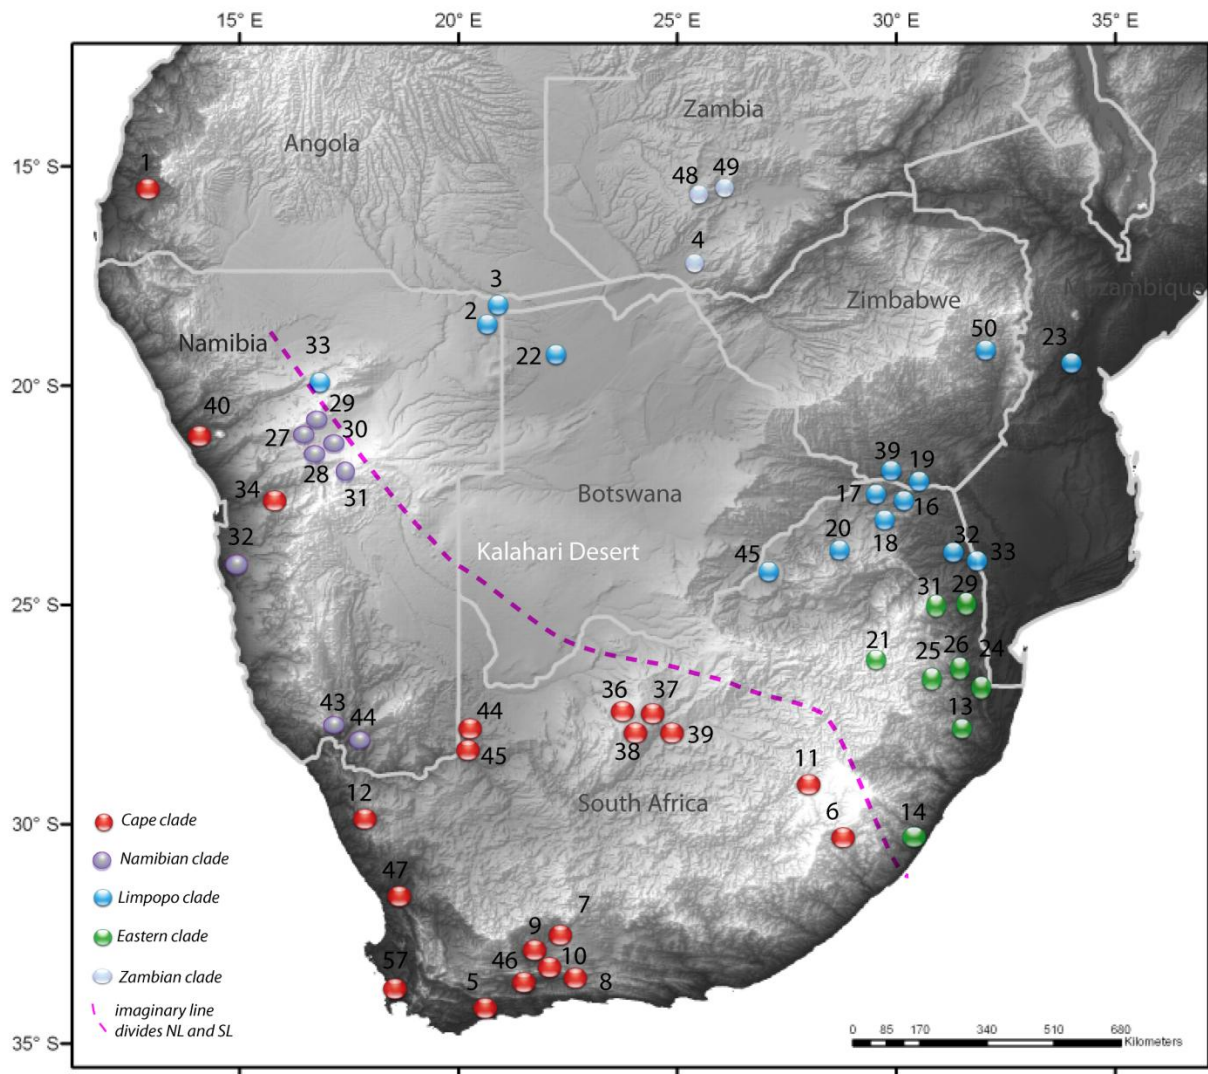 15° E 20° E 25° E 30° E 35° E
Zambia
Angola
15° S
1
48 49
4
3
Mozambique
Zimbabwe
2
50 23
Namibia 33
22
20° S
40 29
27 30
39 19
28
34 31
Botswana
17 16
32
Kalahari Desert
20 18 32
45 33
25° S
31 29
21 25 26 24
36 37 13
43 44 44
38 39
45
11
12
South Africa 6 14
30° S
Cape clade
Namibian clade
47
Limpopo clade
7
9
Eastern clade
46 10
57 5 8
Zambian clade
imaginary line
divides NL and SL
35° S
0 85 170 340 510 680
Kilometers